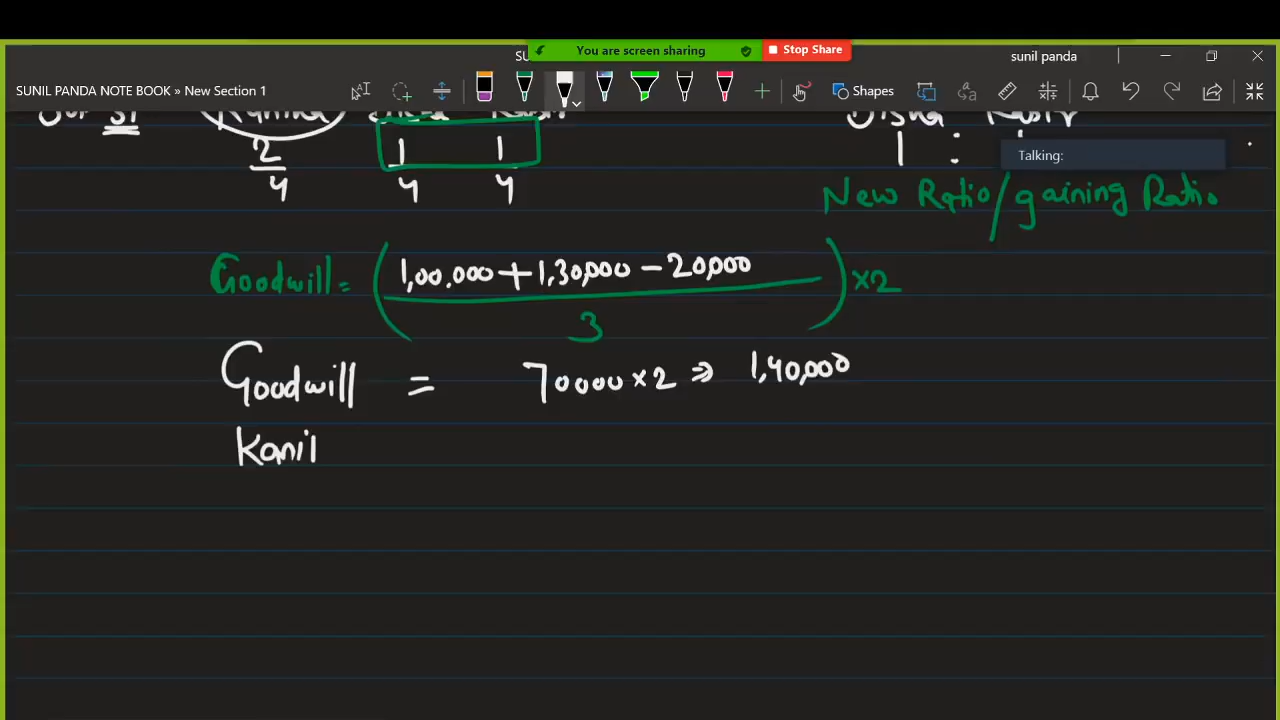 You are screen sharing Stop Share
sunil panda
SUNIL PANDA NOTE BOOK » New Section 1
Shapes
2 1 1
4 4 4
1 :
Talking:
New Ratio/gaining Ratio
Goodwill = (1,00,000 + 1,30,000 - 20,000) × 2
3
Goodwill = 70000 × 2 ⇒ 1,40,000
Kanil